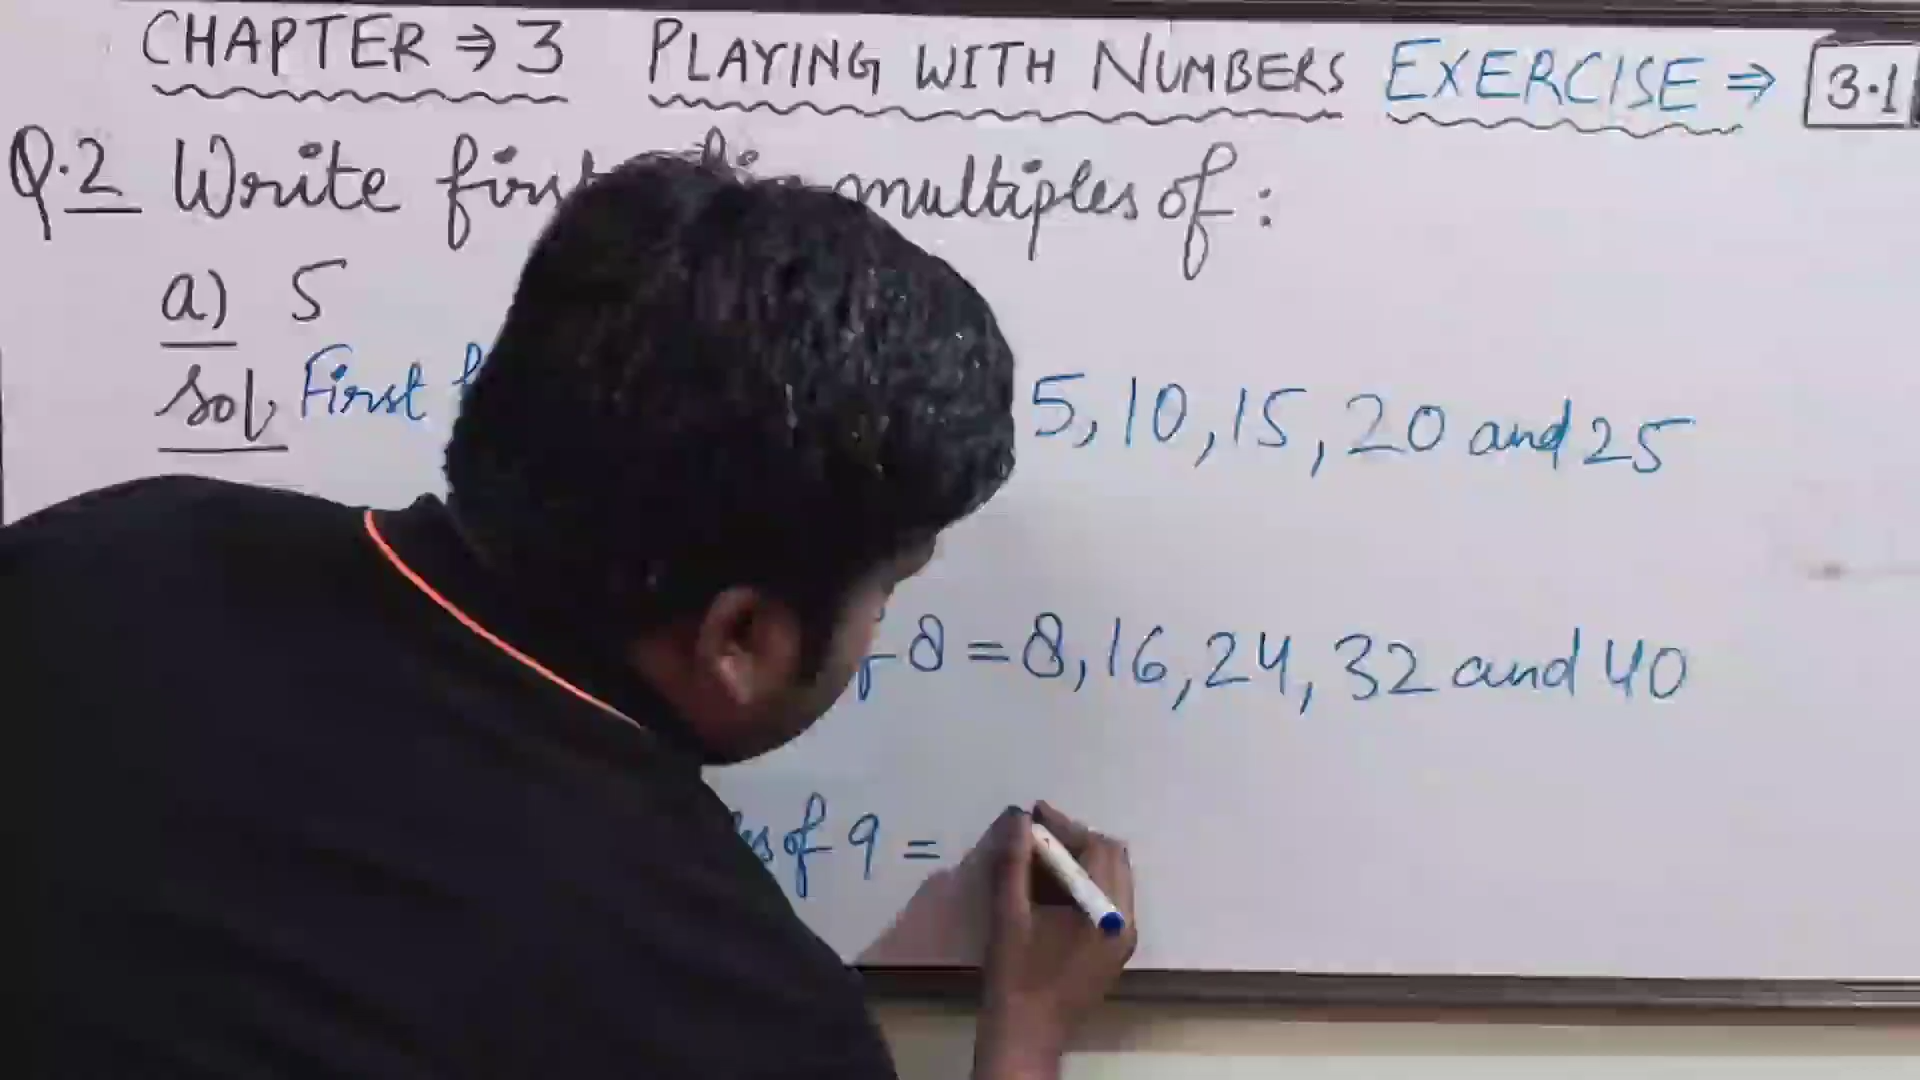 CHAPTER ⇒ 3 PLAYING WITH NUMBERS EXERCISE ⇒ 3.1
Q.2 Write multiples of :
a) 5
Sol. First 5, 10, 15, 20 and 25
8 = 8, 16, 24, 32 and 40
of 9 =